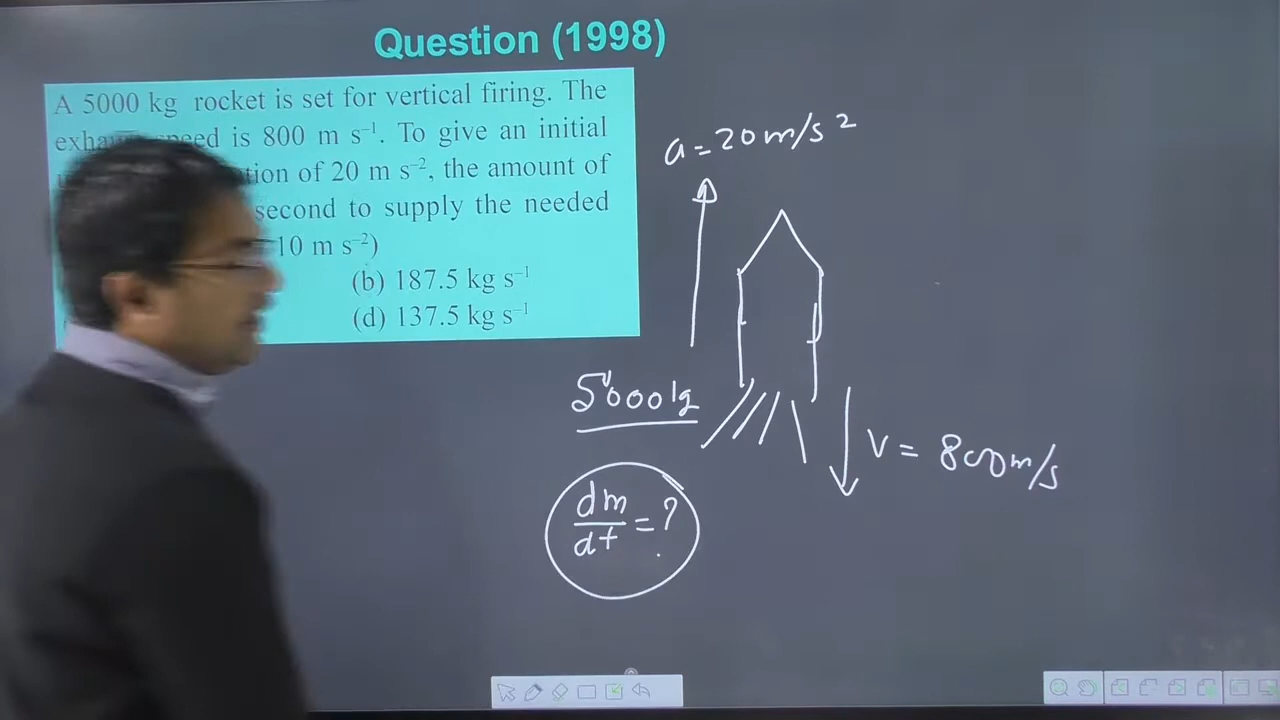 Question (1998)
A 5000 kg rocket is set for vertical firing. The
speed is 800 m s⁻¹. To give an initial
of 20 m s⁻², the amount of
second to supply the needed
10 m s⁻²)
(b) 187.5 kg s⁻¹
(d) 137.5 kg s⁻¹
a = 20 m/s²
5000 kg
v = 800 m/s
dm/dt = ?